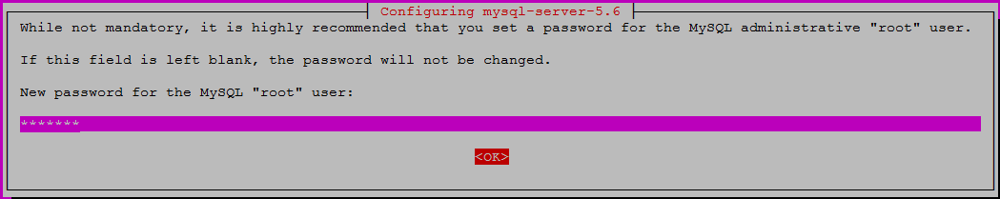 Configuring mysql-server-5.6
While not mandatory, it is highly recommended that you set a password for the MySQL administrative "root" user.
If this field is left blank, the password will not be changed.
New password for the MySQL "root" user:
*******
<OK>